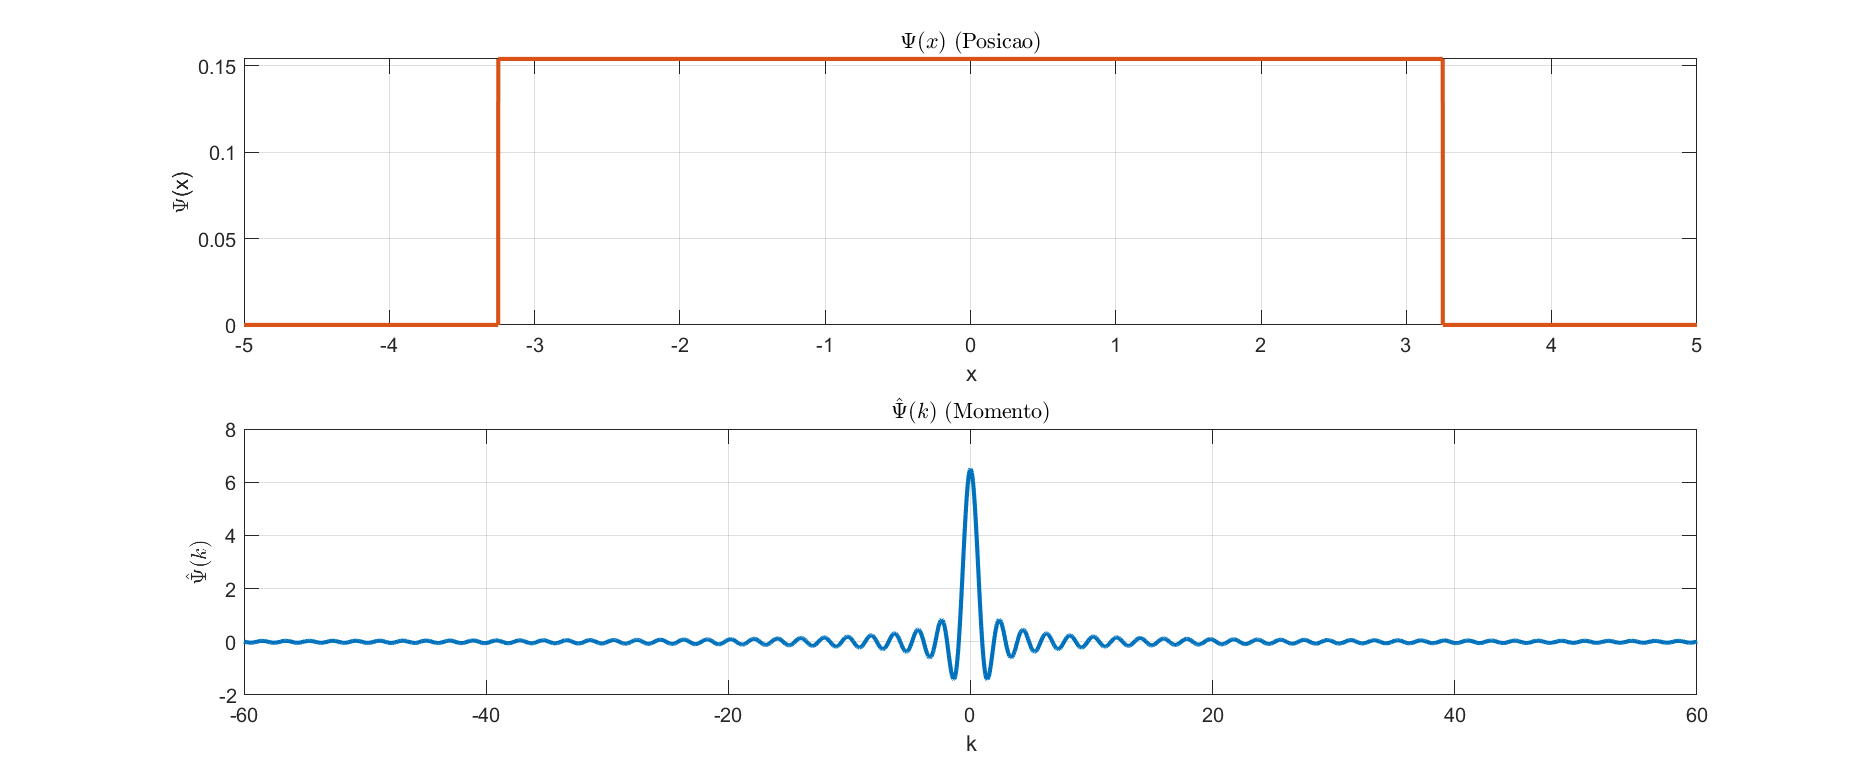 Ψ(x) (Posicao)
Ψ(x)
0.15
0.1
0.05
0
-5 -4 -3 -2 -1 0 1 2 3 4 5
x
Ψ̂(k) (Momento)
Ψ̂(k)
8
6
4
2
0
-2
-60 -40 -20 0 20 40 60
k